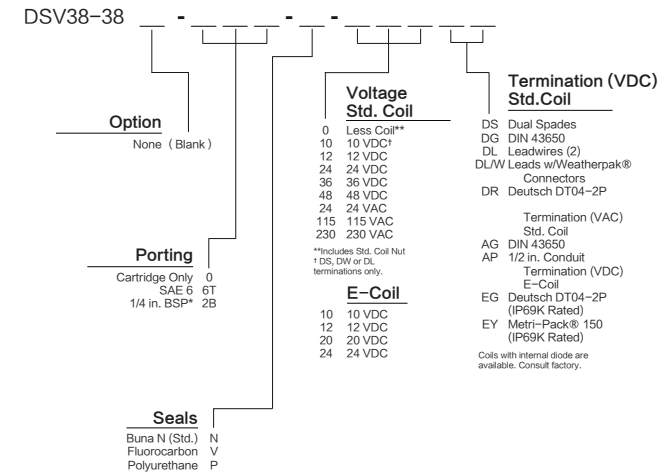 DSV38-38 __ - __ __ __ - __ - __ __ __ __ __
Option
None (Blank)
Porting
Cartridge Only 0
SAE 6 6T
1/4 in. BSP* 2B
Seals
Buna N (Std.) N
Fluorocarbon V
Polyurethane P
Voltage
Std. Coil
0 Less Coil**
10 10 VDC†
12 12 VDC
24 24 VDC
36 36 VDC
48 48 VDC
24 24 VAC
115 115 VAC
230 230 VAC
**Includes Std. Coil Nut
† DS, DW or DL
terminations only.
E-Coil
10 10 VDC
12 12 VDC
20 20 VDC
24 24 VDC
Termination (VDC)
Std.Coil
DS Dual Spades
DG DIN 43650
DL Leadwires (2)
DL/W Leads w/Weatherpak®
Connectors
DR Deutsch DT04-2P
Termination (VAC)
Std. Coil
AG DIN 43650
AP 1/2 in. Conduit
Termination (VDC)
E-Coil
EG Deutsch DT04-2P
(IP69K Rated)
EY Metri-Pack® 150
(IP69K Rated)
Coils with internal diode are
available. Consult factory.